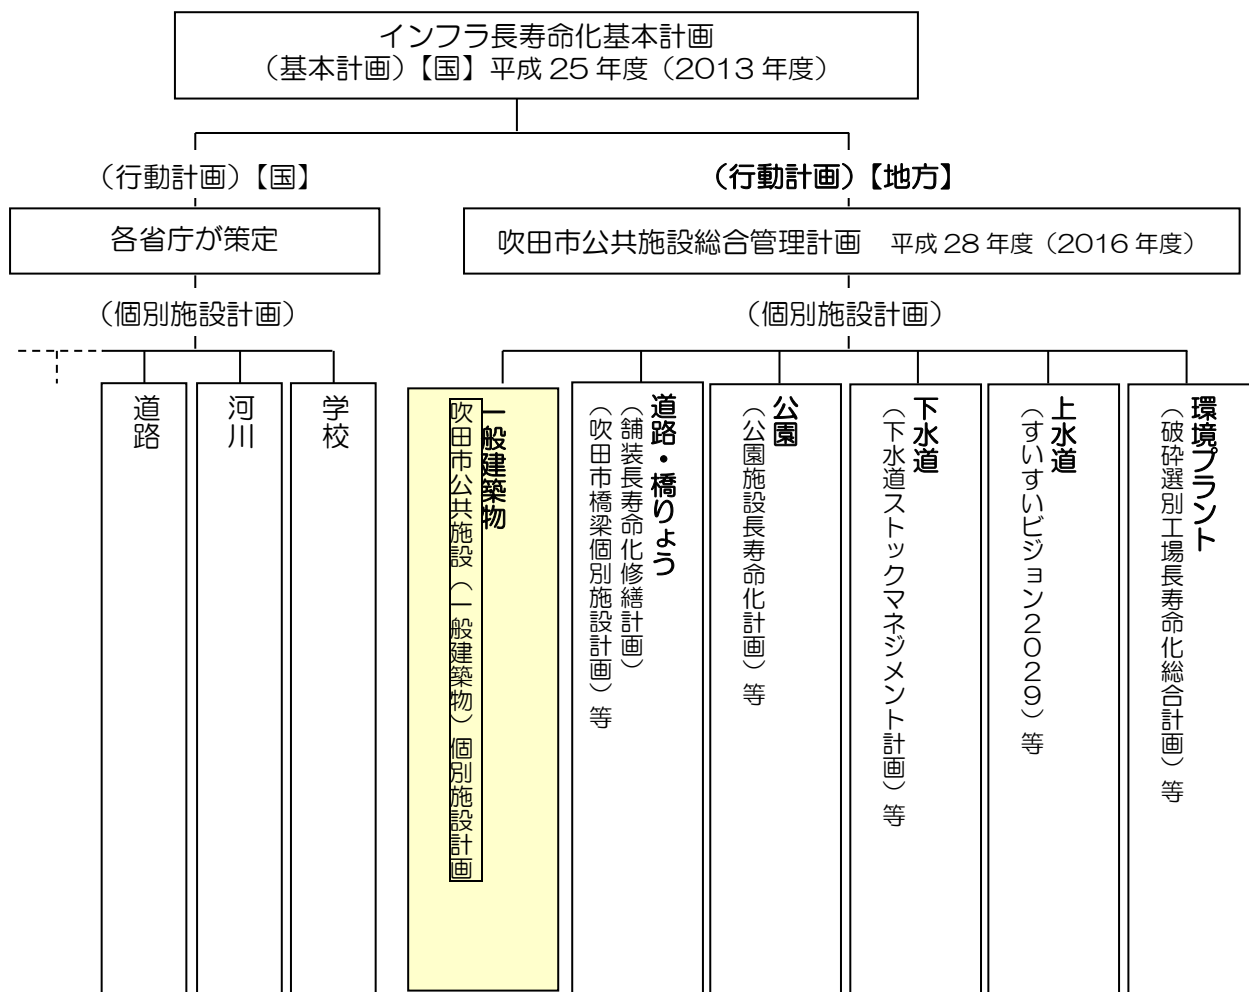 インフラ長寿命化基本計画
（基本計画）【国】平成 25 年度（2013 年度）
（行動計画）【国】
（行動計画）【地方】
各省庁が策定
吹田市公共施設総合管理計画 平成 28 年度（2016 年度）
（個別施設計画）
（個別施設計画）
道路
河川
学校
一般建築物
吹田市公共施設（一般建築物）個別施設計画
道路・橋りょう
（舗装長寿命化修繕計画）
（吹田市橋梁個別施設計画）等
公園
（公園施設長寿命化計画）等
下水道
（下水道ストックマネジメント計画）等
上水道
（すいすいビジョン2029）等
環境プラント
（破砕選別工場長寿命化総合計画）等